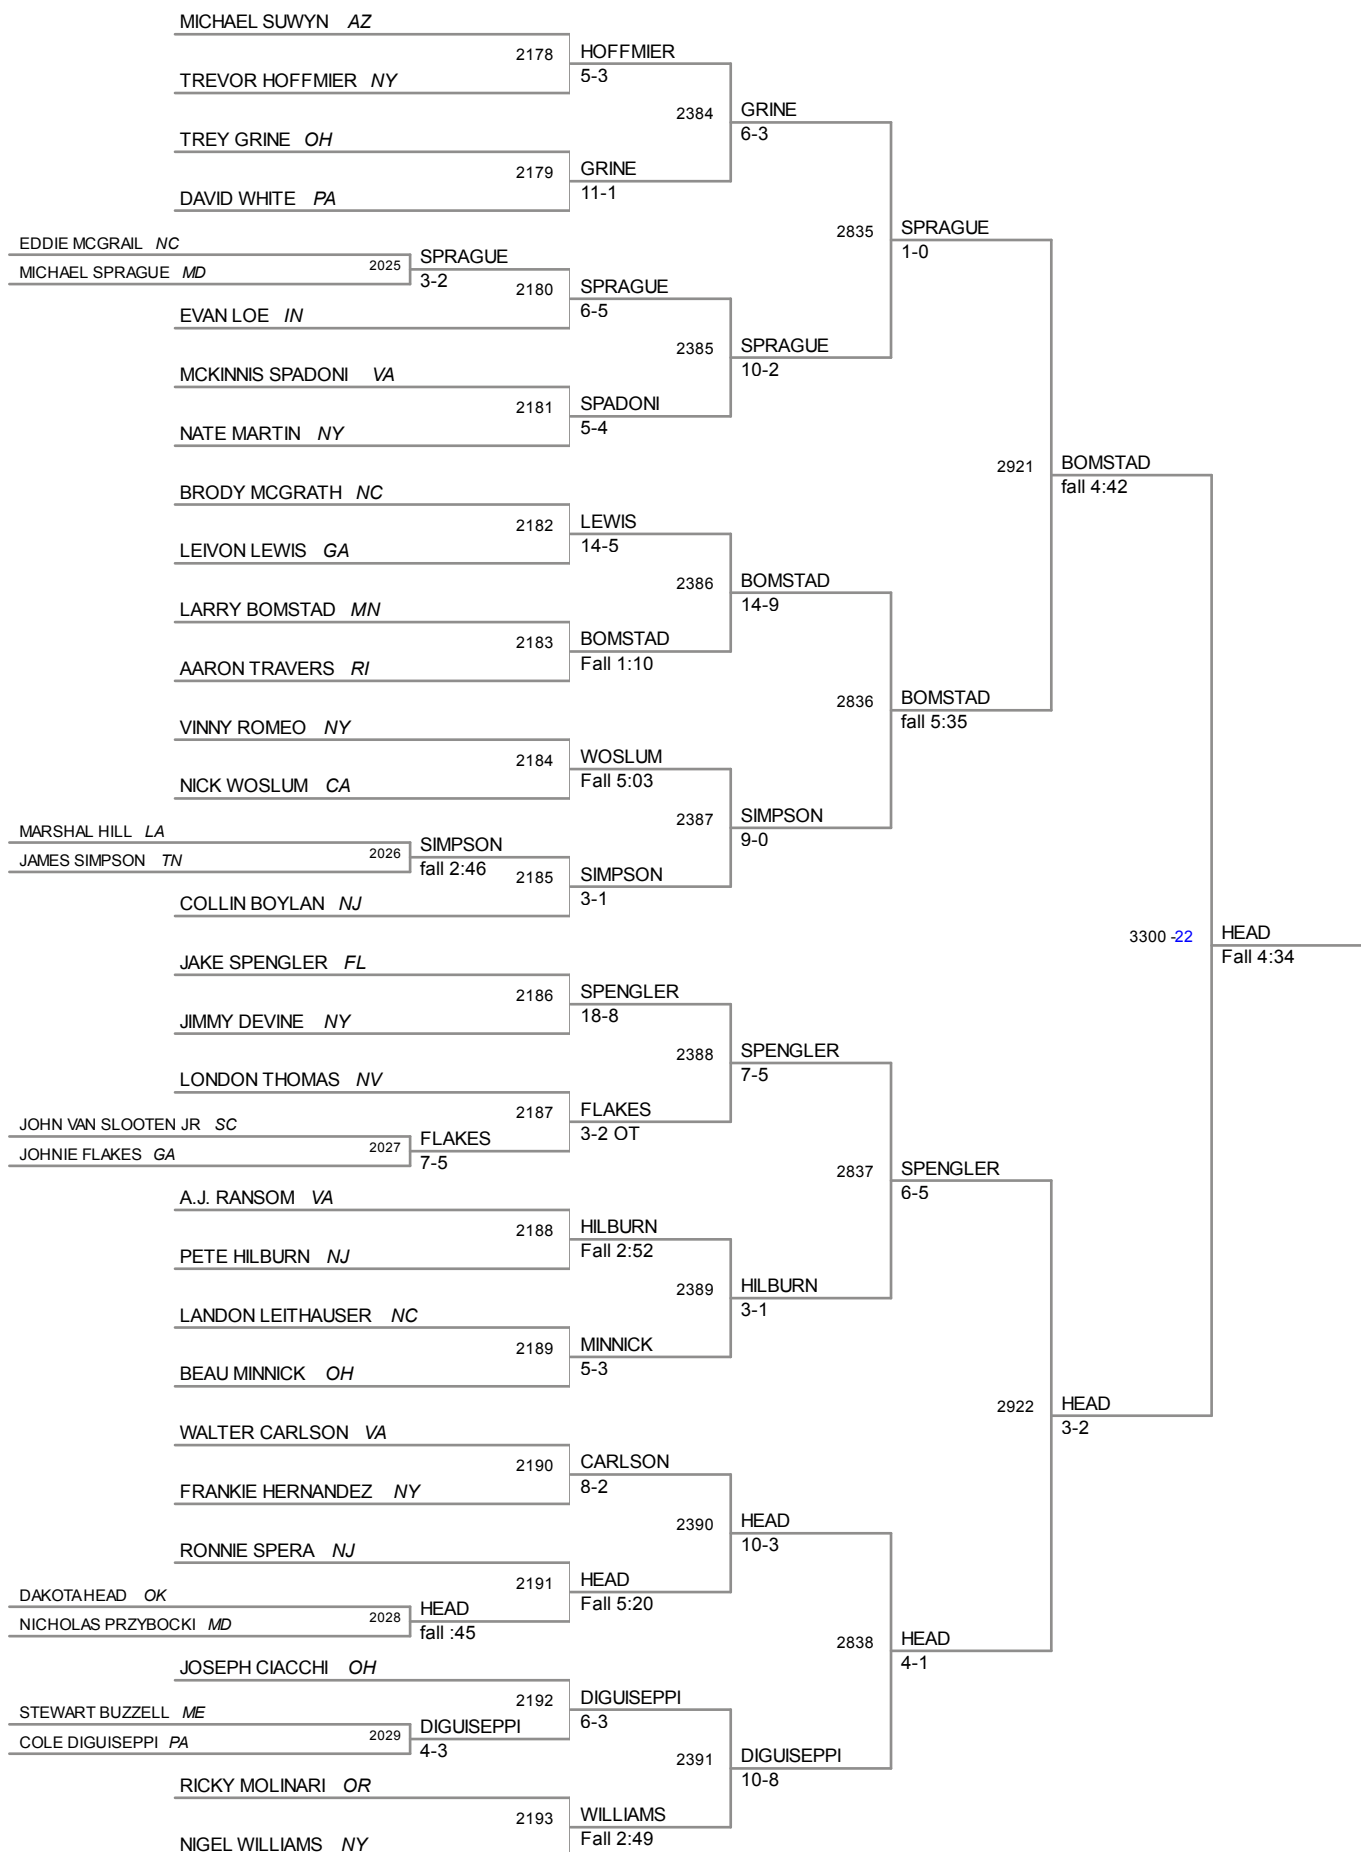 MICHAEL SUWYN AZ
2178
HOFFMIER
5-3
TREVOR HOFFMIER NY
2384
GRINE
6-3
TREY GRINE OH
2179
GRINE
11-1
DAVID WHITE PA
2835
SPRAGUE
1-0
EDDIE MCGRAIL NC
2025
SPRAGUE
3-2
MICHAEL SPRAGUE MD
2180
SPRAGUE
6-5
EVAN LOE IN
2385
SPRAGUE
10-2
MCKINNIS SPADONI VA
2181
SPADONI
5-4
NATE MARTIN NY
2921
BOMSTAD
fall 4:42
BRODY MCGRATH NC
2182
LEWIS
14-5
LEIVON LEWIS GA
2386
BOMSTAD
14-9
LARRY BOMSTAD MN
2183
BOMSTAD
Fall 1:10
AARON TRAVERS RI
2836
BOMSTAD
fall 5:35
VINNY ROMEO NY
2184
WOSLUM
Fall 5:03
NICK WOSLUM CA
2387
SIMPSON
9-0
MARSHAL HILL LA
2026
SIMPSON
fall 2:46
JAMES SIMPSON TN
2185
SIMPSON
3-1
COLLIN BOYLAN NJ
3300 -22
HEAD
Fall 4:34
JAKE SPENGLER FL
2186
SPENGLER
18-8
JIMMY DEVINE NY
2388
SPENGLER
7-5
LONDON THOMAS NV
2187
FLAKES
3-2 OT
JOHN VAN SLOOTEN JR SC
2027
FLAKES
7-5
JOHNIE FLAKES GA
2837
SPENGLER
6-5
A.J. RANSOM VA
2188
HILBURN
Fall 2:52
PETE HILBURN NJ
2389
HILBURN
3-1
LANDON LEITHAUSER NC
2189
MINNICK
5-3
BEAU MINNICK OH
2922
HEAD
3-2
WALTER CARLSON VA
2190
CARLSON
8-2
FRANKIE HERNANDEZ NY
2390
HEAD
10-3
RONNIE SPERA NJ
2191
HEAD
Fall 5:20
DAKOTA HEAD OK
2028
HEAD
fall :45
NICHOLAS PRZYBOCKI MD
2838
HEAD
4-1
JOSEPH CIACCHI OH
2192
DIGUISEPPI
6-3
STEWART BUZZELL ME
2029
DIGUISEPPI
4-3
COLE DIGUISEPPI PA
2391
DIGUISEPPI
10-8
RICKY MOLINARI OR
2193
WILLIAMS
Fall 2:49
NIGEL WILLIAMS NY